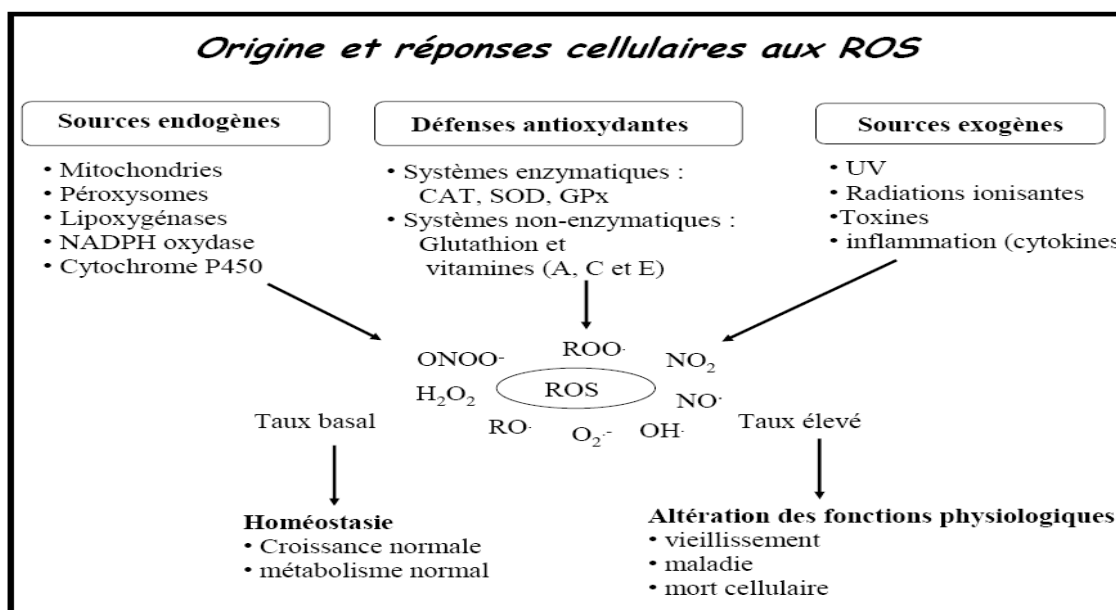 Origine et réponses cellulaires aux ROS
Sources endogènes
• Mitochondries
• Péroxysomes
• Lipoxygénases
• NADPH oxydase
• Cytochrome P450
Défenses antioxydantes
• Systèmes enzymatiques :
CAT, SOD, GPx
• Systèmes non-enzymatiques :
Glutathion et
vitamines (A, C et E)
Sources exogènes
• UV
• Radiations ionisantes
•Toxines
• inflammation (cytokines
ONOO-
ROO·
NO2
H2O2
ROS
NO·
RO·
O2·-
OH·
Taux basal
Taux élevé
Homéostasie
• Croissance normale
• métabolisme normal
Altération des fonctions physiologiques
• vieillissement
• maladie
• mort cellulaire